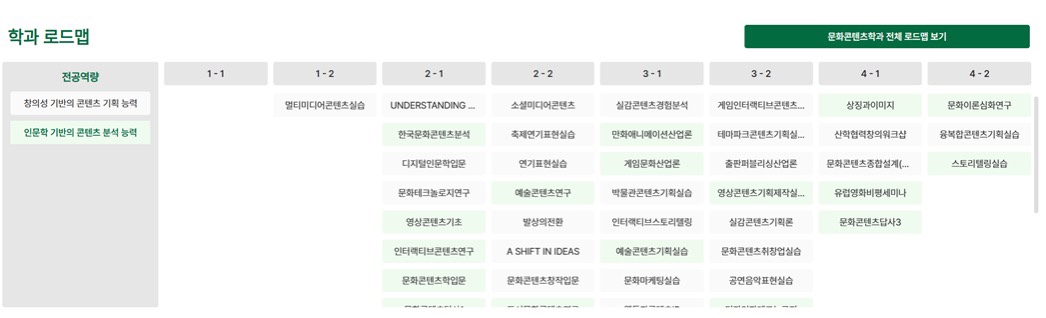 학과 로드맵
문화콘텐츠학과 전체 로드맵 보기
전공역량 1 - 1 1 - 2 2 - 1 2 - 2 3 - 1 3 - 2 4 - 1 4 - 2
창의성 기반의 콘텐츠 기획 능력 멀티미디어콘텐츠실습 UNDERSTANDING ... 소셜미디어콘텐츠 실감콘텐츠경험분석 게임인터랙티브콘텐츠... 상징과이미지 문화이론심화연구
인문학 기반의 콘텐츠 분석 능력 한국문화콘텐츠분석 축제연기표현실습 만화애니메이션산업론 테마파크콘텐츠기획실... 산학협력창의워크샵 융복합콘텐츠기획실습
디지털인문학입문 연기표현실습 게임문화산업론 출판퍼블리싱산업론 문화콘텐츠종합설계(... 스토리텔링실습
문화테크놀로지연구 예술콘텐츠연구 박물관콘텐츠기획실습 영상콘텐츠기획제작실... 유럽영화비평세미나
영상콘텐츠기초 발상의전환 인터랙티브스토리텔링 실감콘텐츠기획론 문화콘텐츠답사3
인터랙티브콘텐츠연구 A SHIFT IN IDEAS 예술콘텐츠기획실습 문화콘텐츠취창업실습
문화콘텐츠학입문 문화콘텐츠창작입문 문화마케팅실습 공연음악표현실습